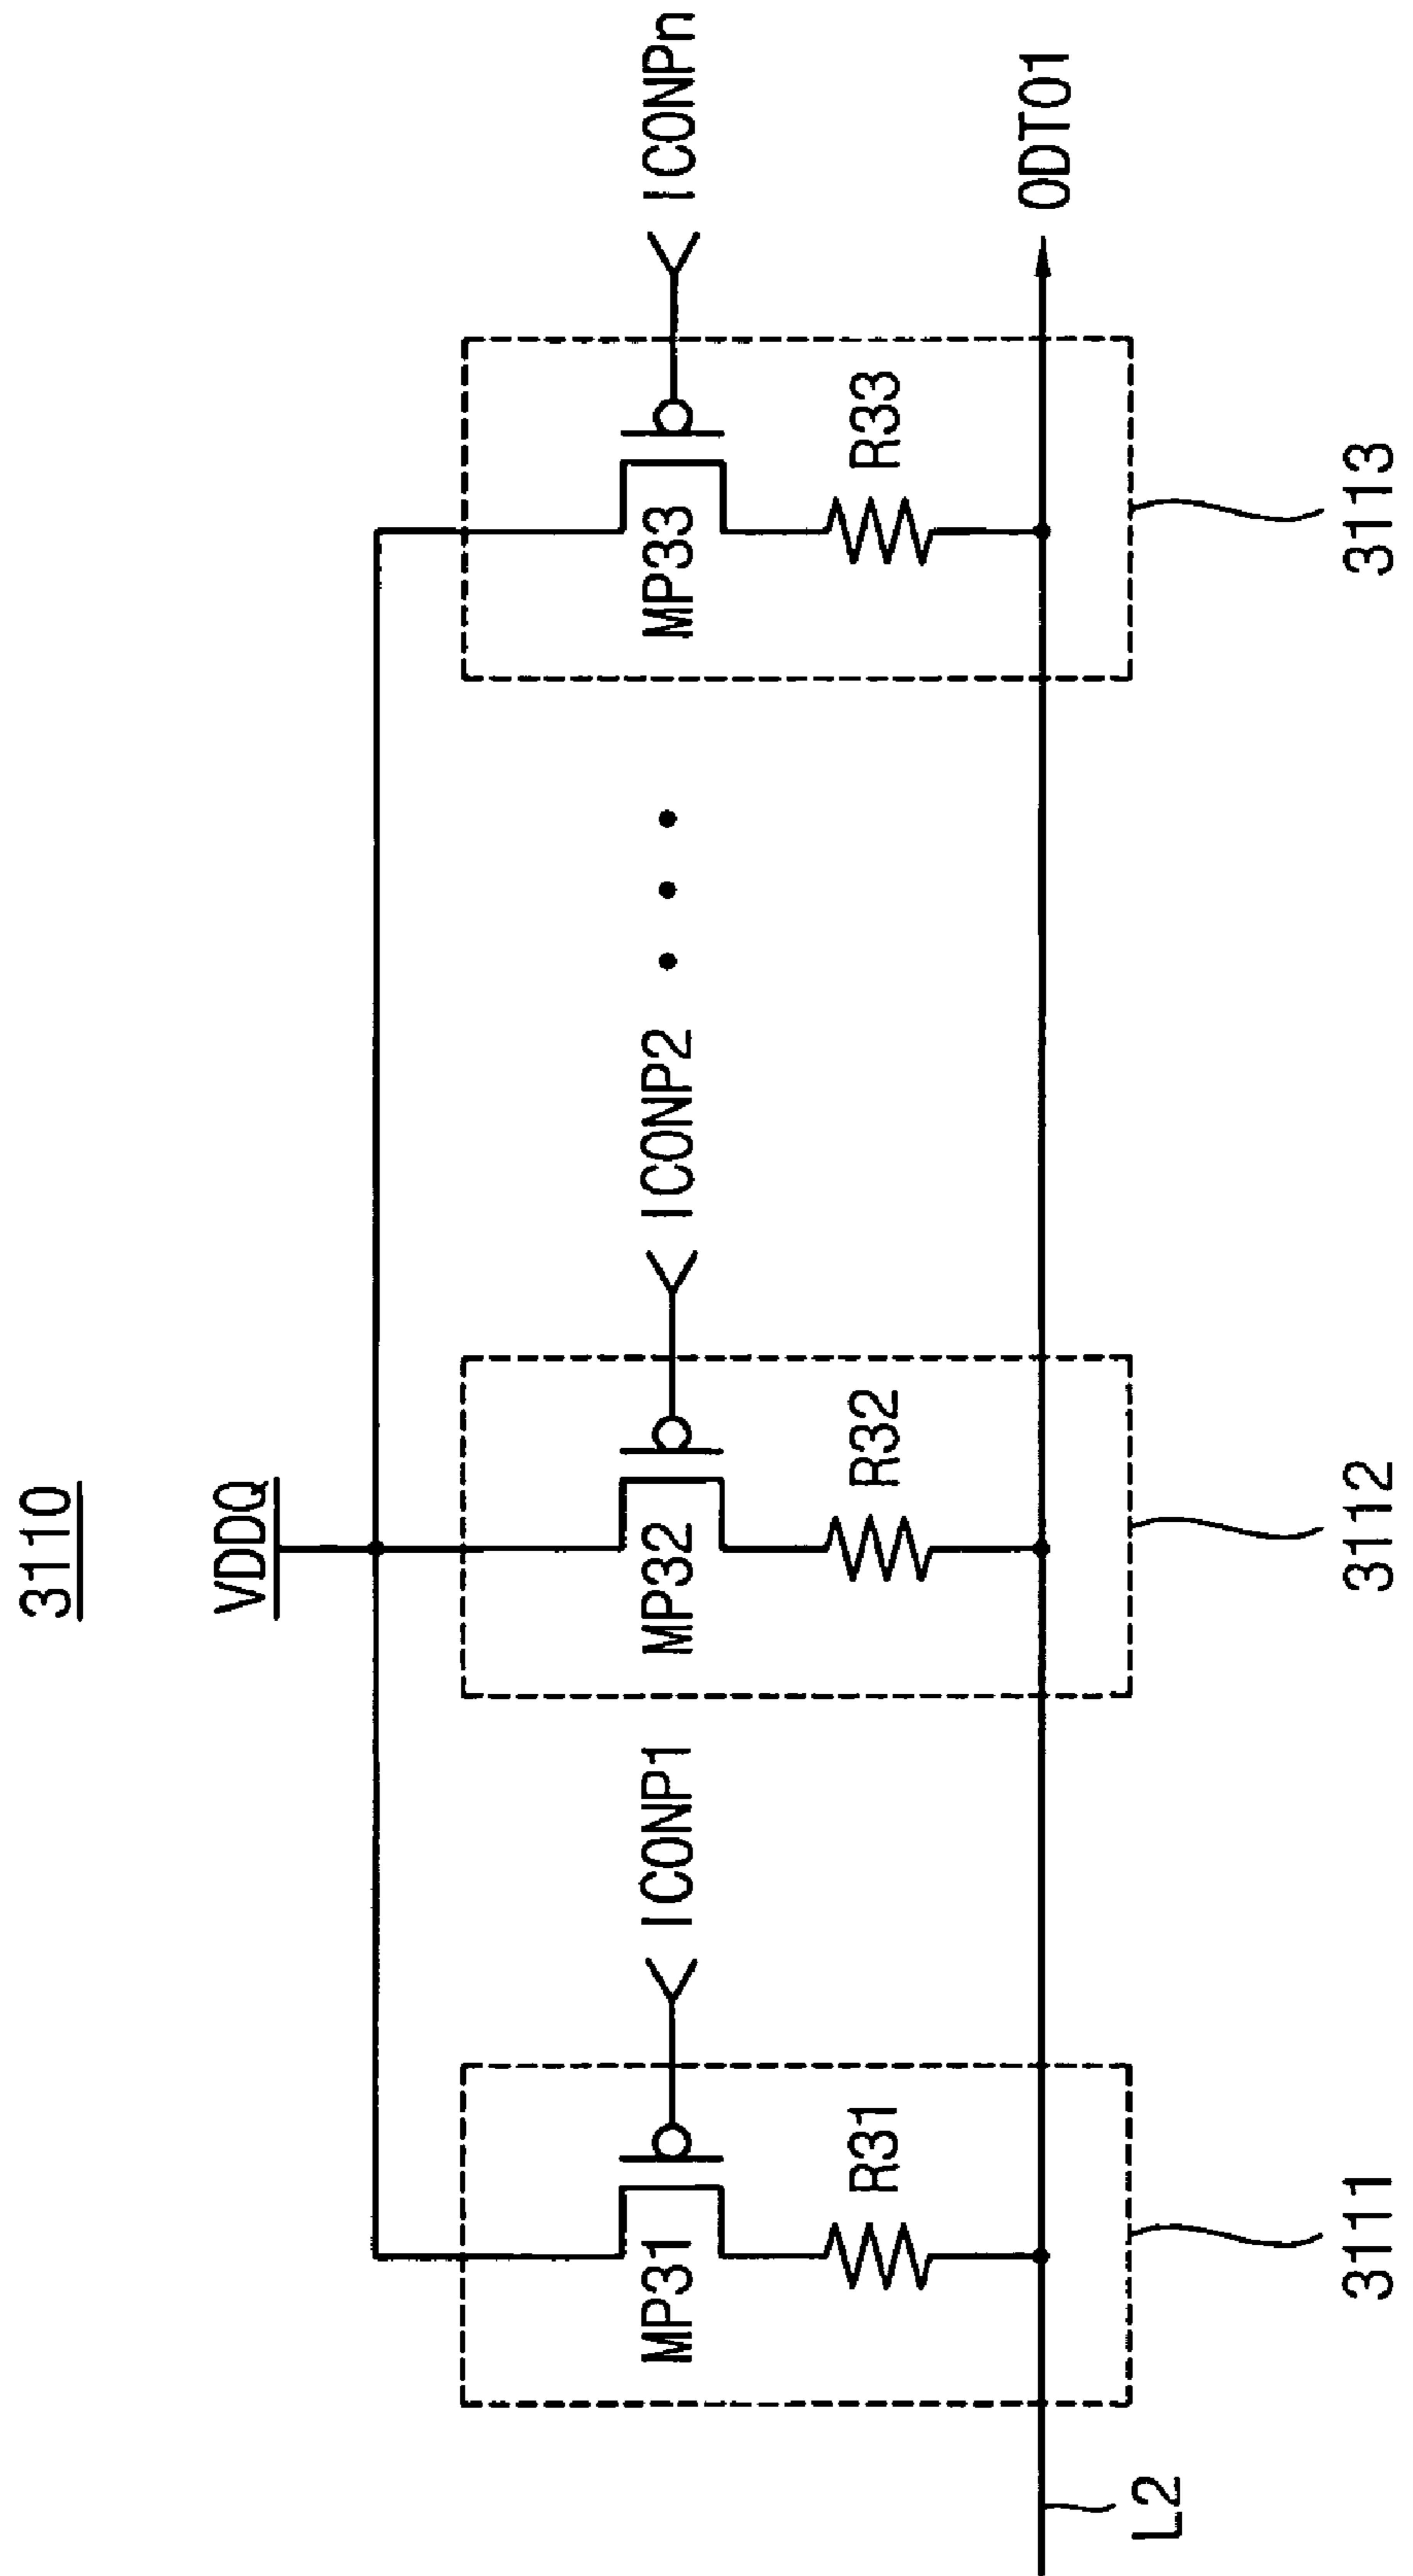 3110
VDDQ
ICONP1
ICONP2
ICONPn
MP31
MP32
MP33
R31
R32
R33
ODTO1
L2
3111
3112
3113